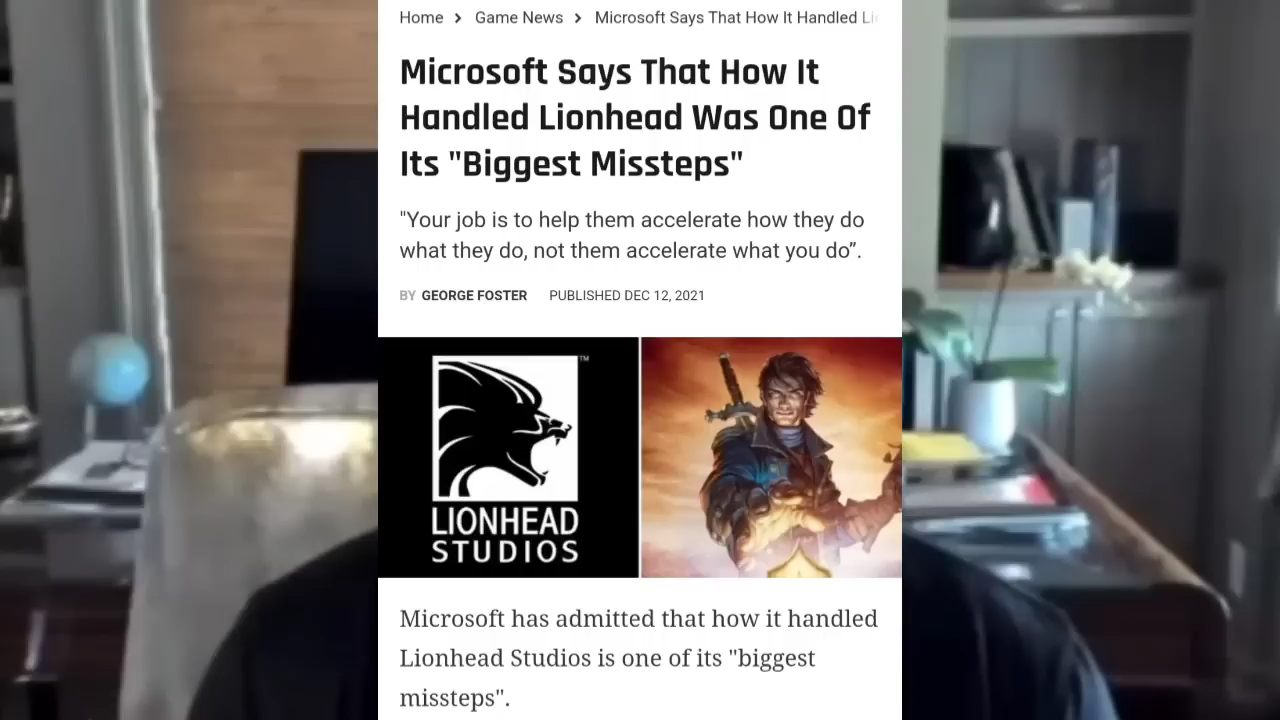 Home > Game News > Microsoft Says That How It Handled
Microsoft Says That How It
Handled Lionhead Was One Of
Its "Biggest Missteps"
"Your job is to help them accelerate how they do
what they do, not them accelerate what you do”.
BY GEORGE FOSTER PUBLISHED DEC 12, 2021
TM
LIONHEAD
STUDIOS
Microsoft has admitted that how it handled
Lionhead Studios is one of its "biggest
missteps".